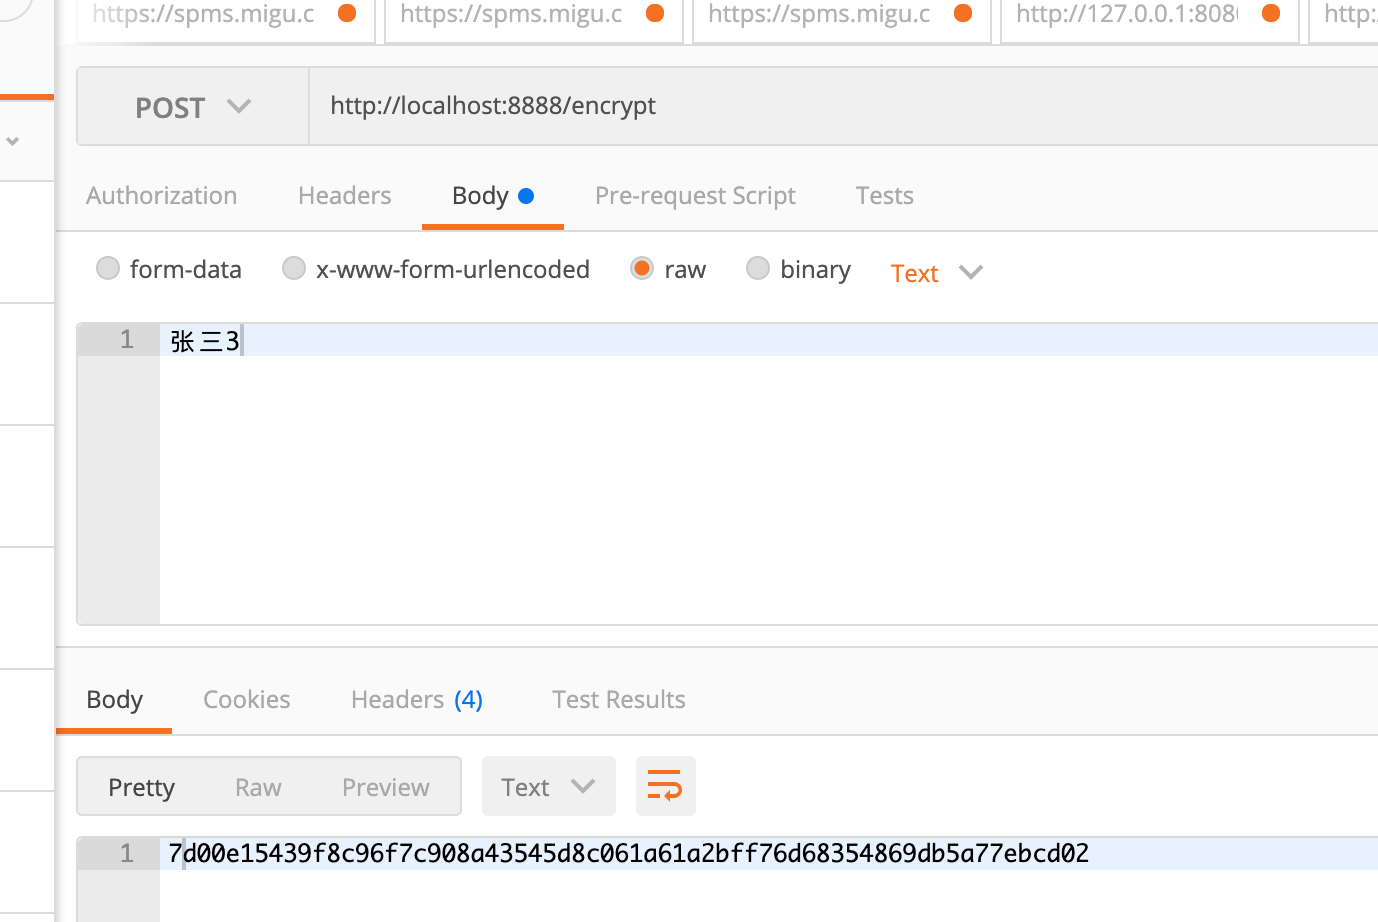 https://spms.migu.c https://spms.migu.c https://spms.migu.c http://127.0.0.1:808 http:
POST http://localhost:8888/encrypt
Authorization Headers Body Pre-request Script Tests
form-data x-www-form-urlencoded raw binary Text
1 张三3
Body Cookies Headers (4) Test Results
Pretty Raw Preview Text
1 7d00e15439f8c96f7c908a43545d8c061a61a2bff76d68354869db5a77ebcd02